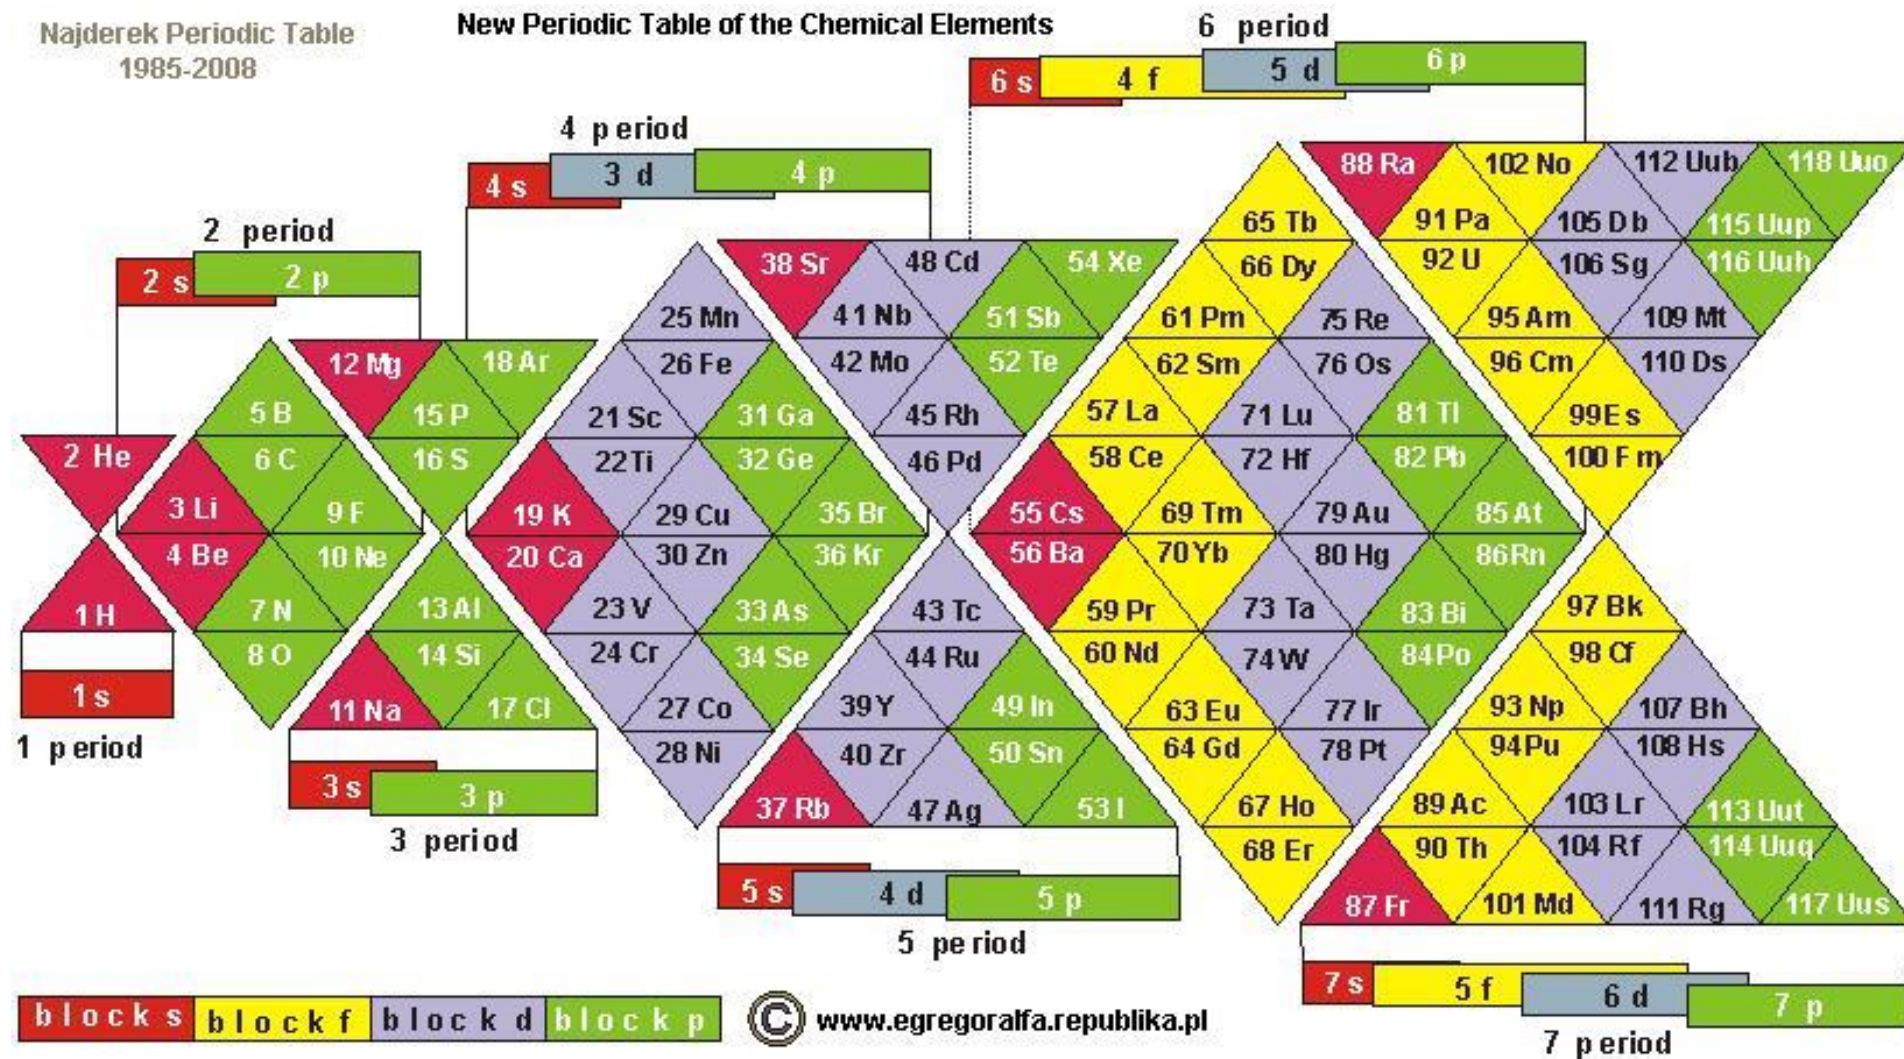 Najderek Periodic Table
1985-2008
New Periodic Table of the Chemical Elements
1 period
1 s
2 He
1 H
2 period
2 s
2 p
5 B
6 C
3 Li
9 F
4 Be
10 Ne
7 N
8 O
3 period
3 s
3 p
12 Mg
18 Ar
15 P
16 S
13 Al
14 Si
11 Na
17 Cl
4 period
4 s
3 d
4 p
25 Mn
26 Fe
21 Sc
31 Ga
22 Ti
32 Ge
19 K
29 Cu
35 Br
20 Ca
30 Zn
36 Kr
23 V
33 As
24 Cr
34 Se
27 Co
28 Ni
5 period
5 s
4 d
5 p
38 Sr
48 Cd
54 Xe
41 Nb
51 Sb
42 Mo
52 Te
45 Rh
46 Pd
43 Tc
44 Ru
39 Y
49 In
40 Zr
50 Sn
37 Rb
47 Ag
53 I
6 period
6 s
4 f
5 d
6 p
65 Tb
66 Dy
61 Pm
75 Re
62 Sm
76 Os
57 La
71 Lu
81 Tl
58 Ce
72 Hf
82 Pb
55 Cs
69 Tm
79 Au
85 At
56 Ba
70 Yb
80 Hg
86 Rn
59 Pr
73 Ta
83 Bi
60 Nd
74 W
84 Po
63 Eu
77 Ir
64 Gd
78 Pt
67 Ho
68 Er
7 period
7 s
5 f
6 d
7 p
88 Ra
102 No
112 Uub
118 Uuo
91 Pa
105 Db
115 Uup
92 U
106 Sg
116 Uuh
95 Am
109 Mt
96 Cm
110 Ds
99 Es
100 Fm
97 Bk
98 Cf
93 Np
107 Bh
94 Pu
108 Hs
89 Ac
103 Lr
113 Uut
90 Th
104 Rf
114 Uuq
87 Fr
101 Md
111 Rg
117 Uus
block s
block f
block d
block p
© www.egregoralfa.republika.pl